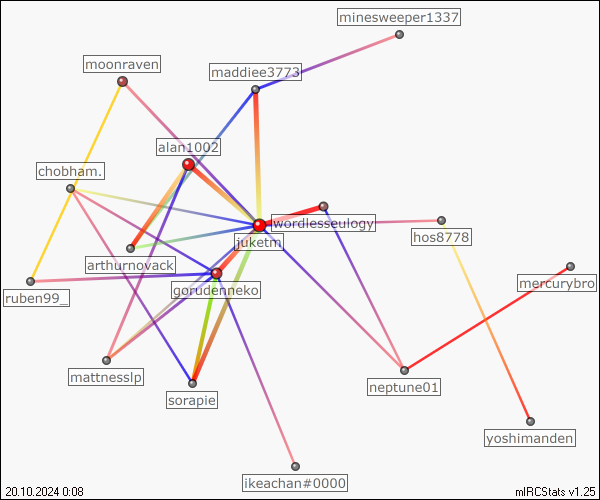 minesweeper1337
moonraven
maddiee3773
alan1002
chobham.
wordlesseulogy
juketm
hos8778
arthurnovack
mercurybro
gorudenneko
ruben99_
mattnesslp
neptune01
sorapie
yoshimanden
ikeachan#0000
20.10.2024 0:08
mIRCStats v1.25